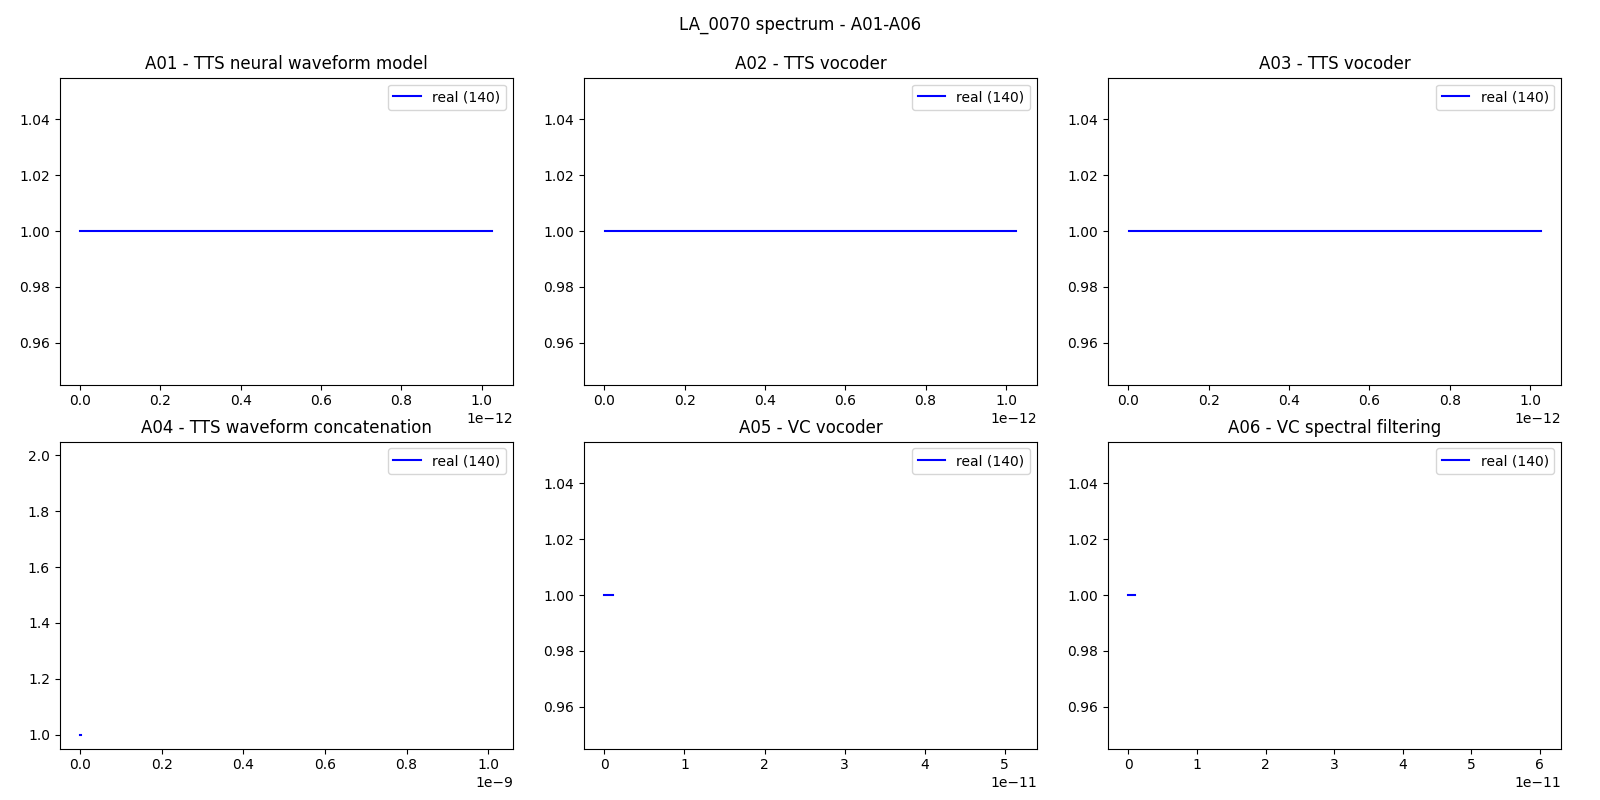 LA_0070 spectrum - A01-A06
A01 - TTS neural waveform model
real (140)
1.04
1.02
1.00
0.98
0.96
0.0 0.2 0.4 0.6 0.8 1.0
1e−12
A02 - TTS vocoder
real (140)
1.04
1.02
1.00
0.98
0.96
0.0 0.2 0.4 0.6 0.8 1.0
1e−12
A03 - TTS vocoder
real (140)
1.04
1.02
1.00
0.98
0.96
0.0 0.2 0.4 0.6 0.8 1.0
1e−12
A04 - TTS waveform concatenation
real (140)
2.0
1.8
1.6
1.4
1.2
1.0
0.0 0.2 0.4 0.6 0.8 1.0
1e−9
A05 - VC vocoder
real (140)
1.04
1.02
1.00
0.98
0.96
0 1 2 3 4 5
1e−11
A06 - VC spectral filtering
real (140)
1.04
1.02
1.00
0.98
0.96
0 1 2 3 4 5 6
1e−11